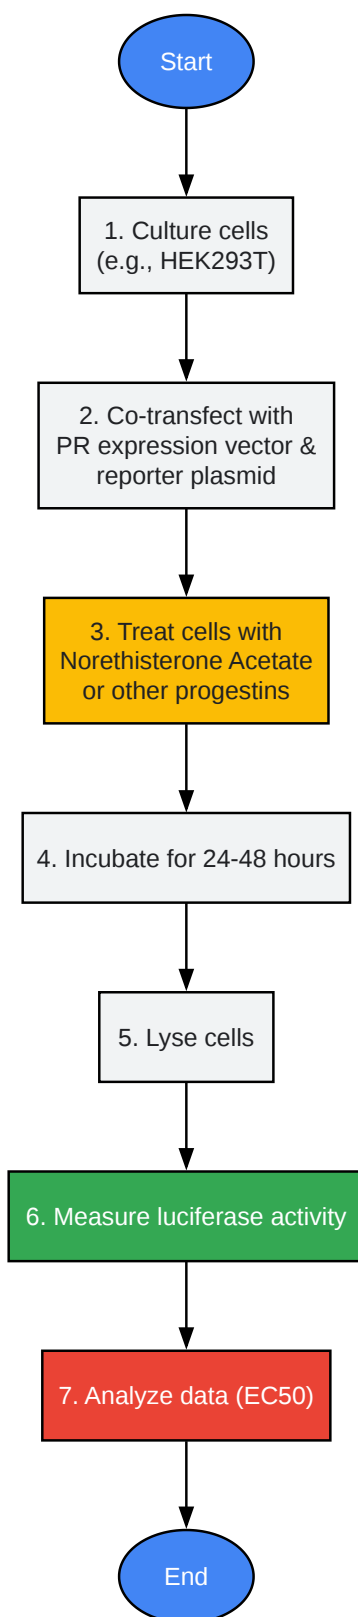 Start
1. Culture cells
(e.g., HEK293T)
2. Co-transfect with
PR expression vector &
reporter plasmid
3. Treat cells with
Norethisterone Acetate
or other progestins
4. Incubate for 24-48 hours
5. Lyse cells
6. Measure luciferase activity
7. Analyze data (EC50)
End